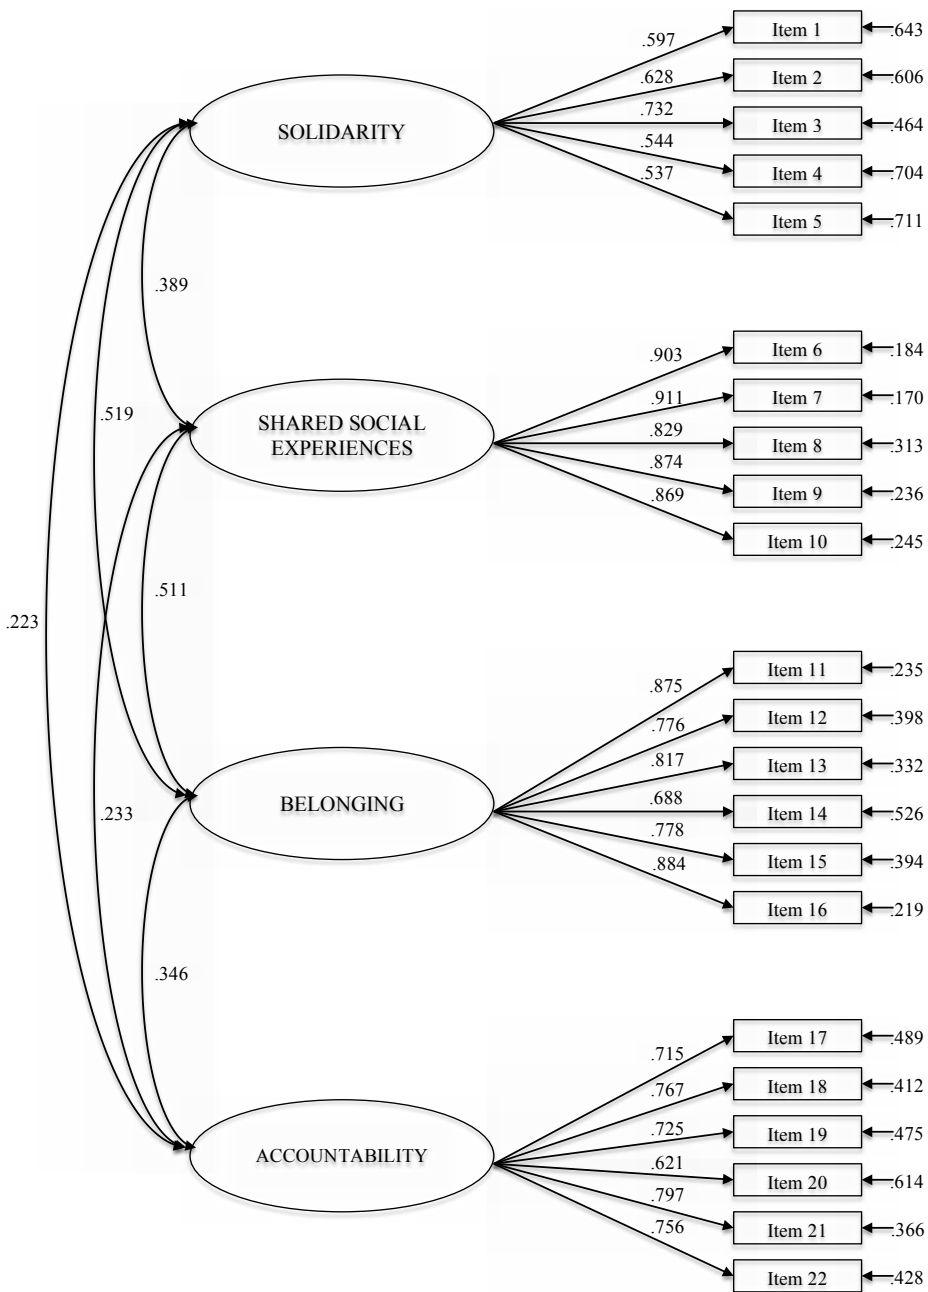 .597
Item 1
.643
.628
Item 2
.606
.732
Item 3
.464
.544
Item 4
.704
.537
Item 5
.711
SOLIDARITY
.389
.903
Item 6
.184
.911
Item 7
.170
.829
Item 8
.313
.874
Item 9
.236
.869
Item 10
.245
SHARED SOCIAL
EXPERIENCES
.519
.511
.223
.875
Item 11
.235
.776
Item 12
.398
.817
Item 13
.332
.688
Item 14
.526
.778
Item 15
.394
.884
Item 16
.219
BELONGING
.233
.346
.715
Item 17
.489
.767
Item 18
.412
.725
Item 19
.475
.621
Item 20
.614
.797
Item 21
.366
.756
Item 22
.428
ACCOUNTABILITY